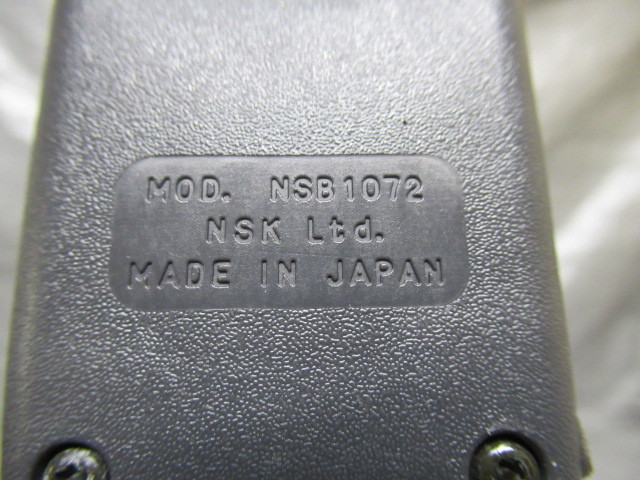 MOD. NSB1072
NSK Ltd.
MADE IN JAPAN